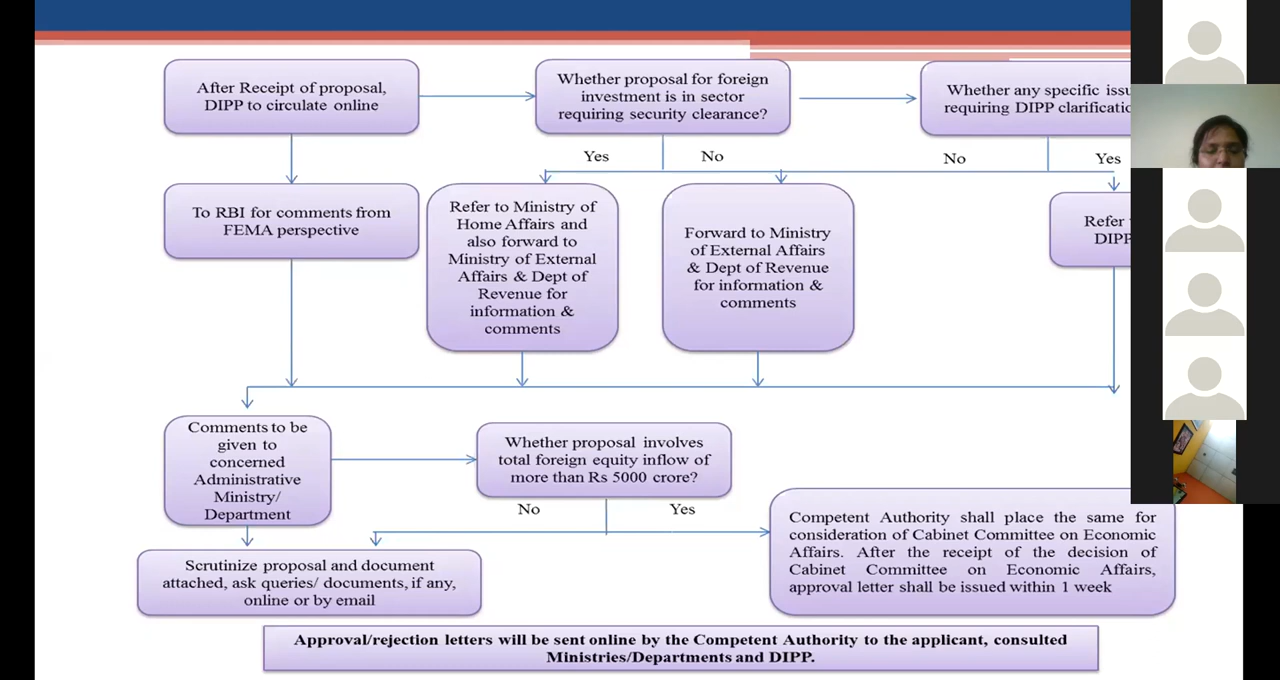 After Receipt of proposal,
DIPP to circulate online
Whether proposal for foreign
investment is in sector
requiring security clearance?
Whether any specific
requiring DIPP
Yes
No
No
Yes
To RBI for comments from
FEMA perspective
Refer to Ministry of
Home Affairs and
also forward to
Ministry of External
Affairs & Dept of
Revenue for
information &
comments
Forward to Ministry
of External Affairs
& Dept of Revenue
for information &
comments
Refer
DIPP
Comments to be
given to
concerned
Administrative
Ministry/
Department
Whether proposal involves
total foreign equity inflow of
more than Rs 5000 crore?
No
Yes
Scrutinize proposal and document
attached, ask queries/ documents, if any,
online or by email
Competent Authority shall place the same for
consideration of Cabinet Committee on Economic
Affairs. After the receipt of the decision of
Cabinet Committee on Economic Affairs,
approval letter shall be issued within 1 week
Approval/rejection letters will be sent online by the Competent Authority to the applicant, consulted
Ministries/Departments and DIPP.